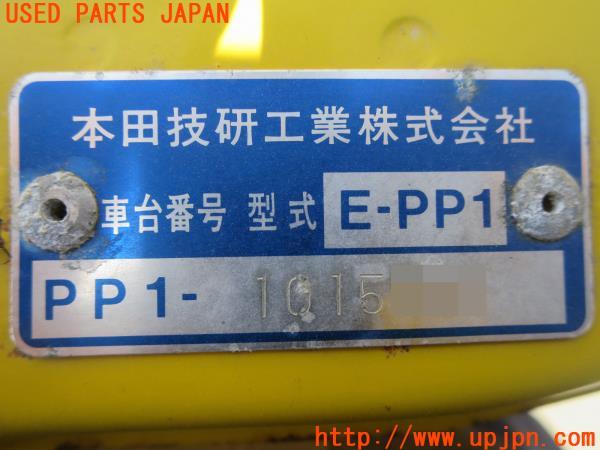 USED PARTS JAPAN
本田技研工業株式会社
車台番号 型式 E-PP1
PP1- 1015
http://www.upjpn.com